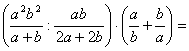 (a²b²/(a+b) : ab/(2a+2b)) · (a/b + b/a) =